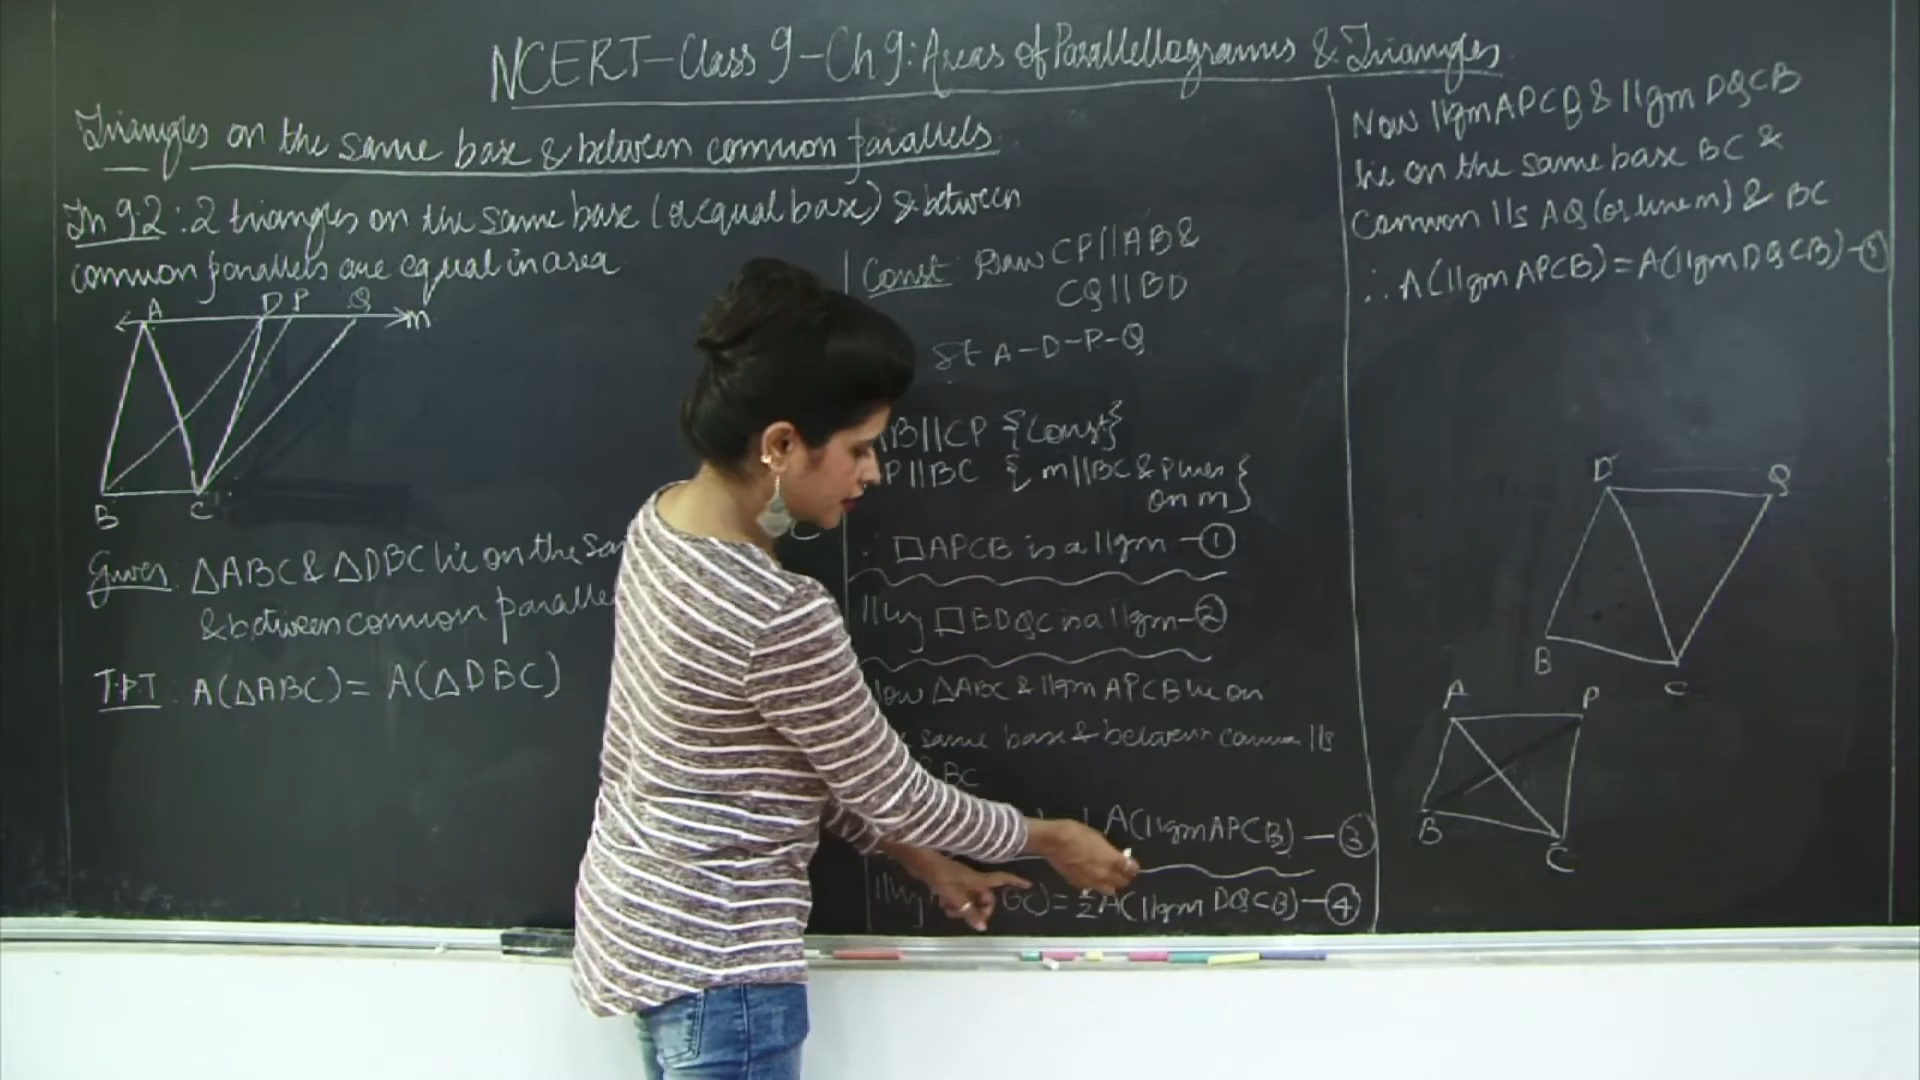 NCERT-Class 9-Ch 9: Areas of Parallellograms & Triangles
Triangles on the same base & between common parallels
Th 9.2: 2 triangles on the same base (or equal base) & between
common parallels are equal in area
A D P Q m
B C
Given: △ABC & △DBC lie on the
& between common
T.P.T: A(△ABC) = A(△DBC)
Const: Draw CP||AB &
CQ||BD
St A-D-P-Q
B||CP {Const}
P||BC { m||BC & P lies
on m }
□APCB is a ||gm - ①
|||ly □BDQC is a ||gm - ②
△ABC & ||gm APCB lie on
same base & between common ||s
BC
A(||gm APCB) - ③
|||ly BC) = 1/2 A(||gm DQCB) - ④
Now ||gm APCB & ||gm DQCB
lie on the same base BC &
common ||s AQ (or line m) & BC
∴ A(||gm APCB) = A(||gm DQCB) - ⑤
D Q
B C
A P
B C